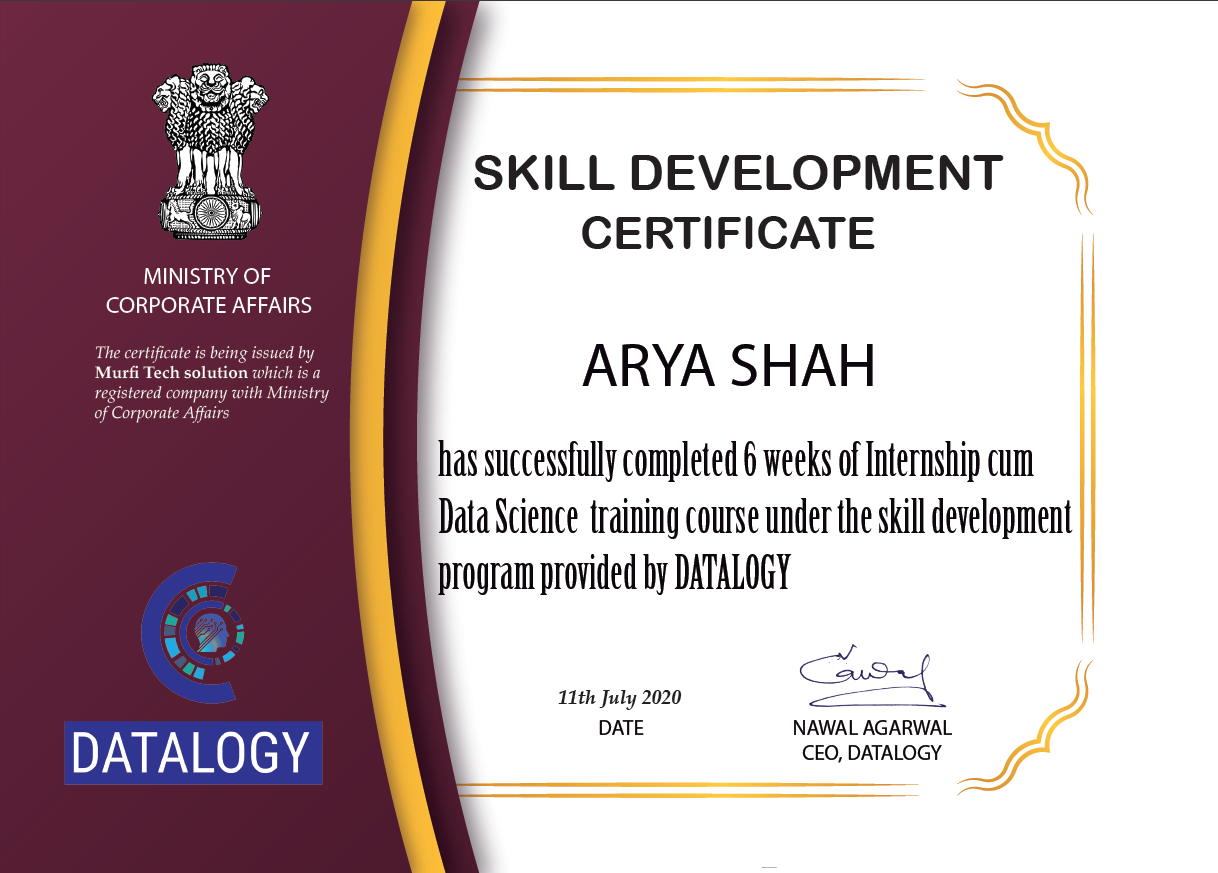 MINISTRY OF
CORPORATE AFFAIRS
The certificate is being issued by
Murfi Tech solution which is a
registered company with Ministry
of Corporate Affairs
DATALOGY
SKILL DEVELOPMENT
CERTIFICATE
ARYA SHAH
has successfully completed 6 weeks of Internship cum
Data Science training course under the skill development
program provided by DATALOGY
11th July 2020
DATE
NAWAL AGARWAL
CEO, DATALOGY